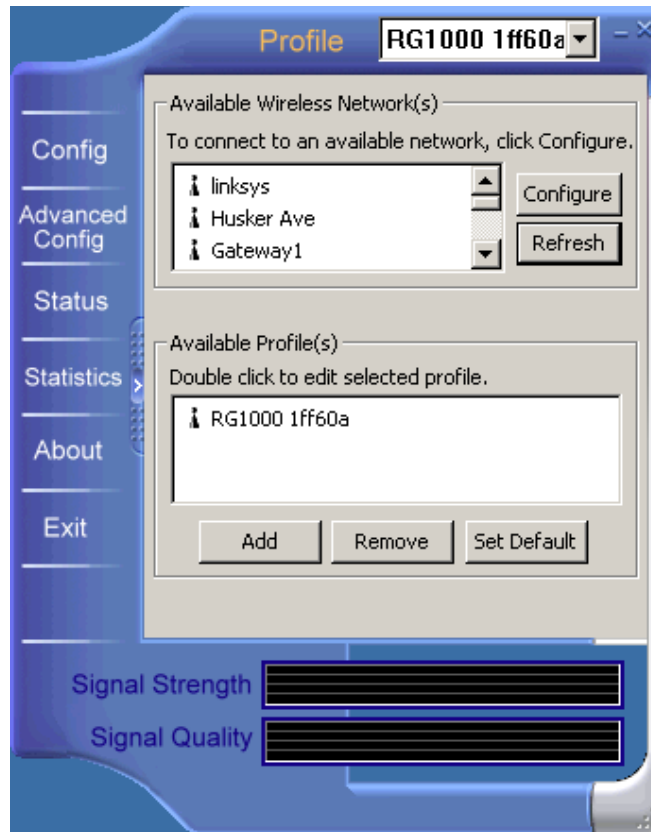 Profile
RG1000 1ff60a
Config
Advanced
Config
Status
Statistics
About
Exit
Available Wireless Network(s)
To connect to an available network, click Configure.
linksys
Husker Ave
Gateway1
Configure
Refresh
Available Profile(s)
Double click to edit selected profile.
RG1000 1ff60a
Add
Remove
Set Default
Signal Strength
Signal Quality